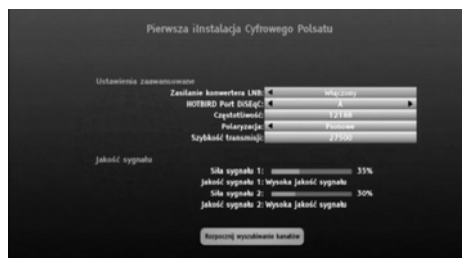 Pierwsza iInstalacja Cyfrowego Polsatu
Ustawienia zaawansowane
Zasilanie konwertera LNB: Włączony
HOTBIRD Port DiSEqC: A
Częstotliwość: 12188
Polaryzacja: Pionowe
Szybkość transmisji: 27500
Jakość sygnału
Siła sygnału 1: 35%
Jakość sygnału 1: Wysoka jakość sygnału
Siła sygnału 2: 30%
Jakość sygnału 2: Wysoka jakość sygnału
Rozpocznij wyszukiwanie kanałów